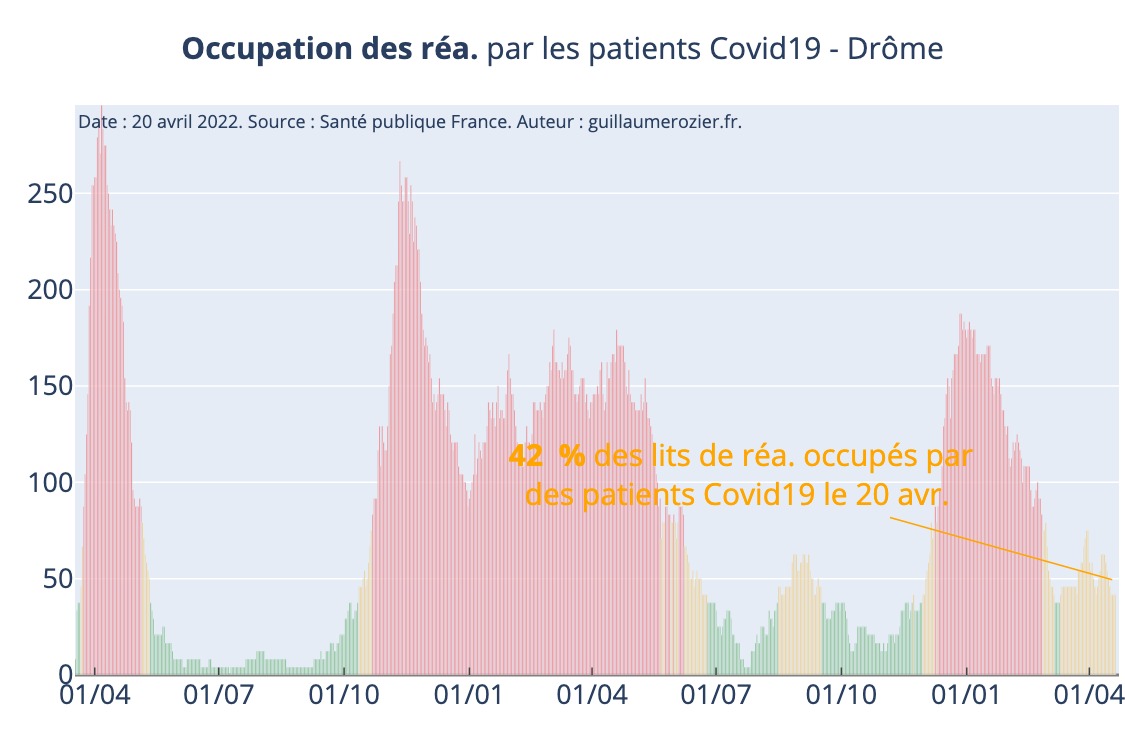 Occupation des réa. par les patients Covid19 - Drôme
Date : 20 avril 2022. Source : Santé publique France. Auteur : guillaumerozier.fr.
250
200
150
42  % des lits de réa. occupés par
100
des patients Covid19 le 20 avr.
50
0
01/04 01/07 01/10 01/01 01/04 01/07 01/10 01/01 01/04